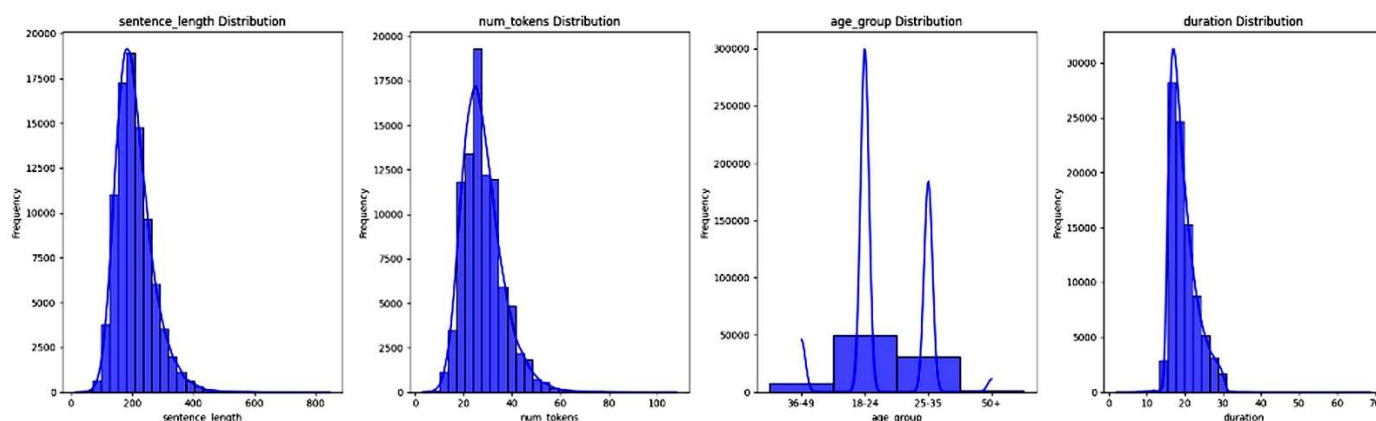 sentence_length Distribution
20000
17500
15000
12500
10000
7500
5000
2500
0
Frequency
0 200 400 600 800
sentence_length
num_tokens Distribution
20000
17500
15000
12500
10000
7500
5000
2500
0
Frequency
0 20 40 60 80 100
num_tokens
age_group Distribution
300000
250000
200000
150000
100000
50000
0
Frequency
36-49 18-24 25-35 50+
age_group
duration Distribution
30000
25000
20000
15000
10000
5000
0
Frequency
0 10 20 30 40 50 60 70
duration